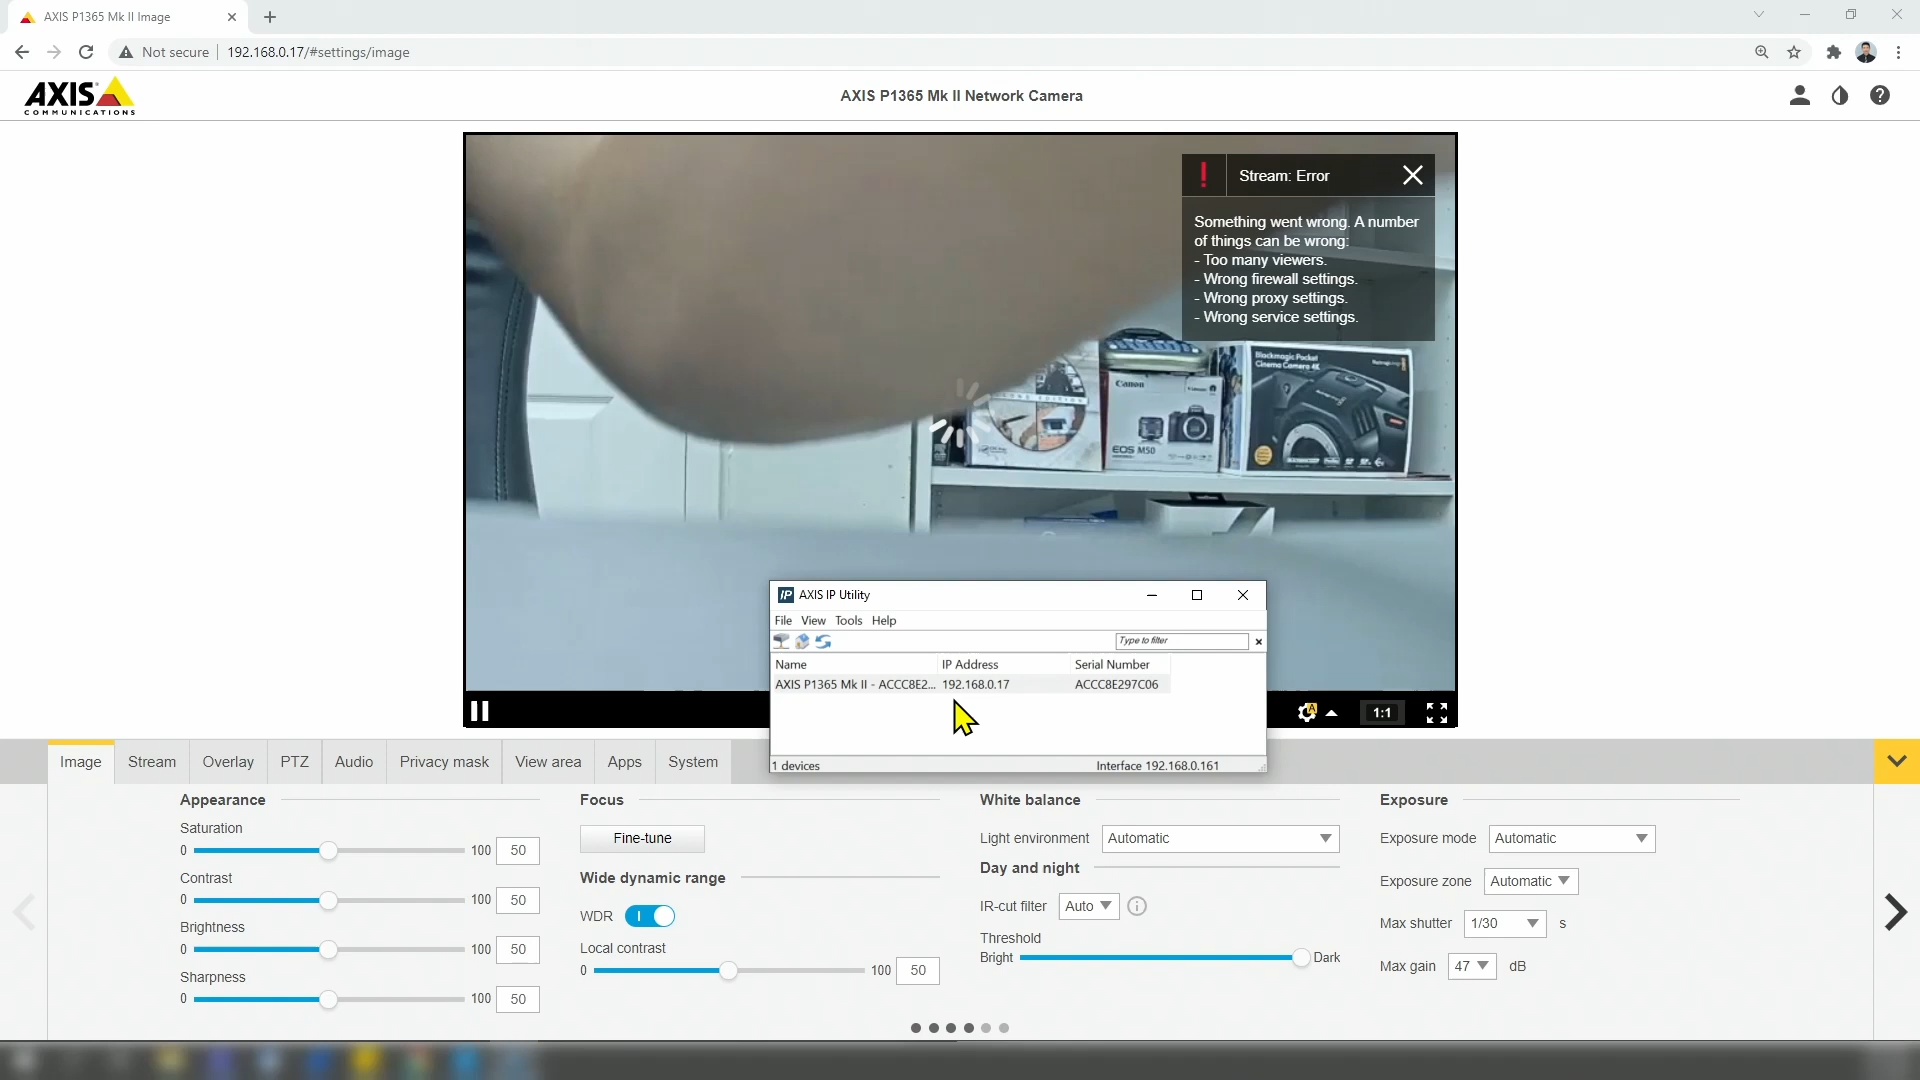 AXIS P1365 Mk II Image
Not secure
192.168.0.17/#settings/image
AXIS
COMMUNICATIONS
AXIS P1365 Mk II Network Camera
Stream: Error
Something went wrong. A number
of things can be wrong:
- Too many viewers.
- Wrong firewall settings.
- Wrong proxy settings.
- Wrong service settings.
Blackmagic Pocket
Cinema Camera 4K
Canon
EOS M50
IP AXIS IP Utility
File View Tools Help
Type to filter
Name IP Address Serial Number
AXIS P1365 Mk II - ACCC8E2... 192.168.0.17 ACCC8E297C06
1 devices Interface 192.168.0.161
A
1:1
Image Stream Overlay PTZ Audio Privacy mask View area Apps System
Appearance
Saturation
0 100 50
Contrast
0 100 50
Brightness
0 100 50
Sharpness
0 100 50
Focus
Fine-tune
Wide dynamic range
WDR
Local contrast
0 100 50
White balance
Light environment Automatic
Day and night
IR-cut filter Auto
Threshold
Bright Dark
Exposure
Exposure mode Automatic
Exposure zone Automatic
Max shutter 1/30 s
Max gain 47 dB